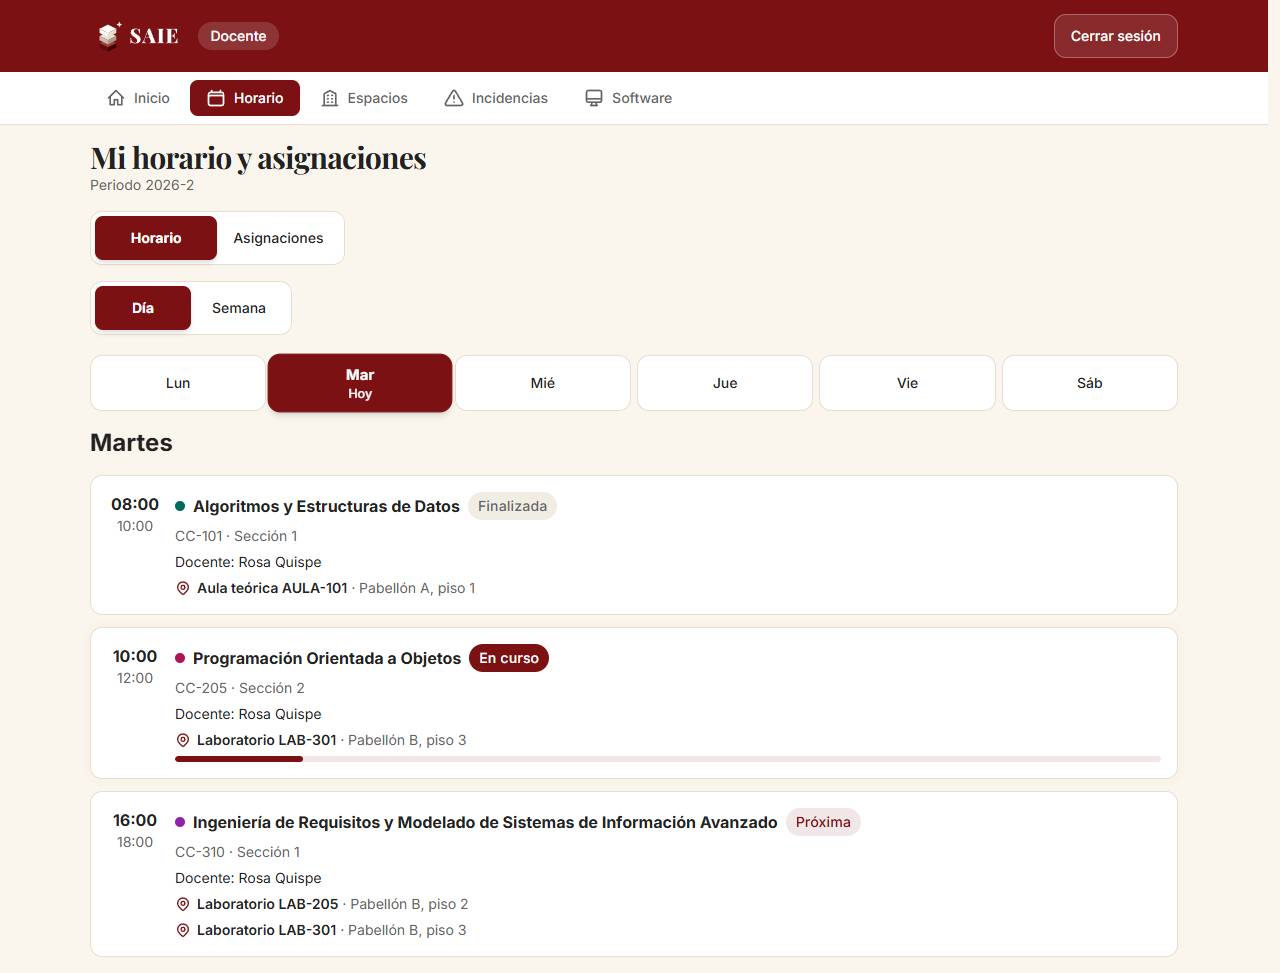 SAIE Docente Cerrar sesión
Inicio Horario Espacios Incidencias Software
Mi horario y asignaciones
Periodo 2026-2
Horario Asignaciones
Día Semana
Lun Mar Mié Jue Vie Sáb
Hoy
Martes
08:00 Algoritmos y Estructuras de Datos Finalizada
10:00
CC-101 · Sección 1
Docente: Rosa Quispe
Aula teórica AULA-101 · Pabellón A, piso 1
10:00 Programación Orientada a Objetos En curso
12:00
CC-205 · Sección 2
Docente: Rosa Quispe
Laboratorio LAB-301 · Pabellón B, piso 3
16:00 Ingeniería de Requisitos y Modelado de Sistemas de Información Avanzado Próxima
18:00
CC-310 · Sección 1
Docente: Rosa Quispe
Laboratorio LAB-205 · Pabellón B, piso 2
Laboratorio LAB-301 · Pabellón B, piso 3